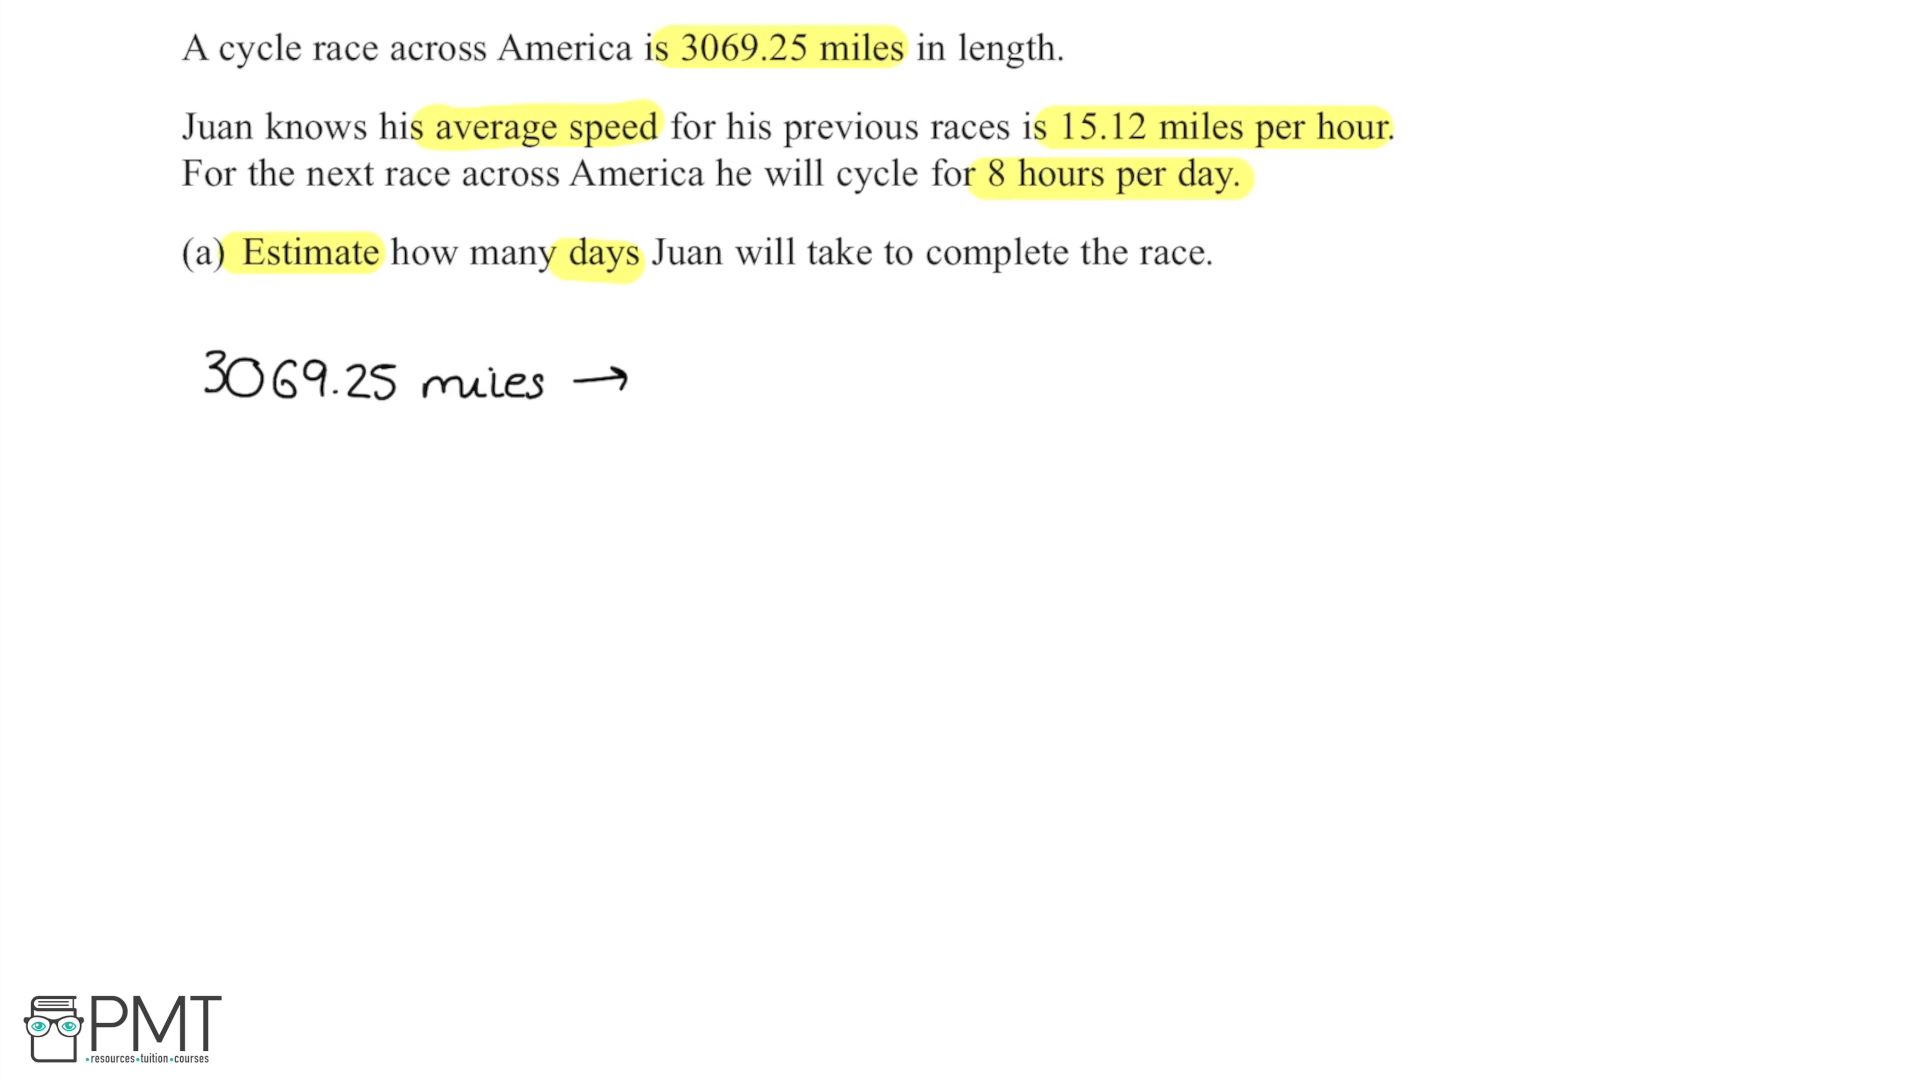 A cycle race across America is 3069.25 miles in length.
Juan knows his average speed for his previous races is 15.12 miles per hour.
For the next race across America he will cycle for 8 hours per day.
(a) Estimate how many days Juan will take to complete the race.
3069.25 miles →
PMT
•resources•tuition•courses